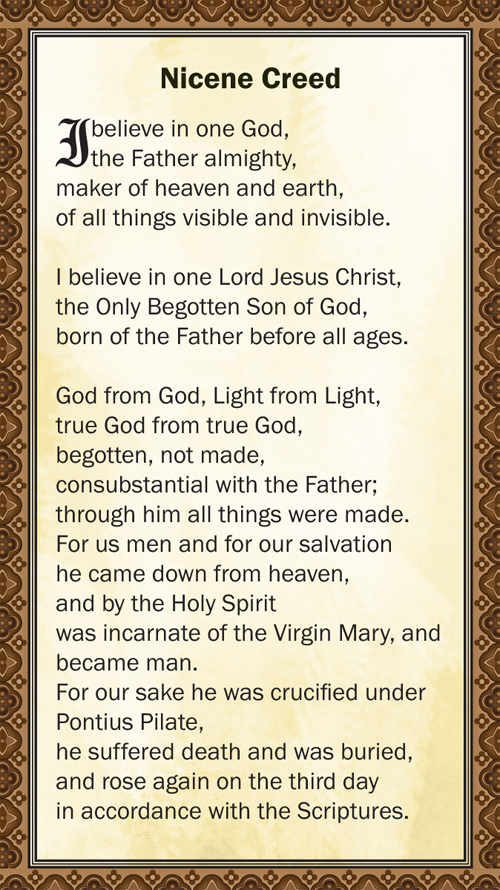 Nicene Creed
I believe in one God,
the Father almighty,
maker of heaven and earth,
of all things visible and invisible.
I believe in one Lord Jesus Christ,
the Only Begotten Son of God,
born of the Father before all ages.
God from God, Light from Light,
true God from true God,
begotten, not made,
consubstantial with the Father;
through him all things were made.
For us men and for our salvation
he came down from heaven,
and by the Holy Spirit
was incarnate of the Virgin Mary, and
became man.
For our sake he was crucified under
Pontius Pilate,
he suffered death and was buried,
and rose again on the third day
in accordance with the Scriptures.